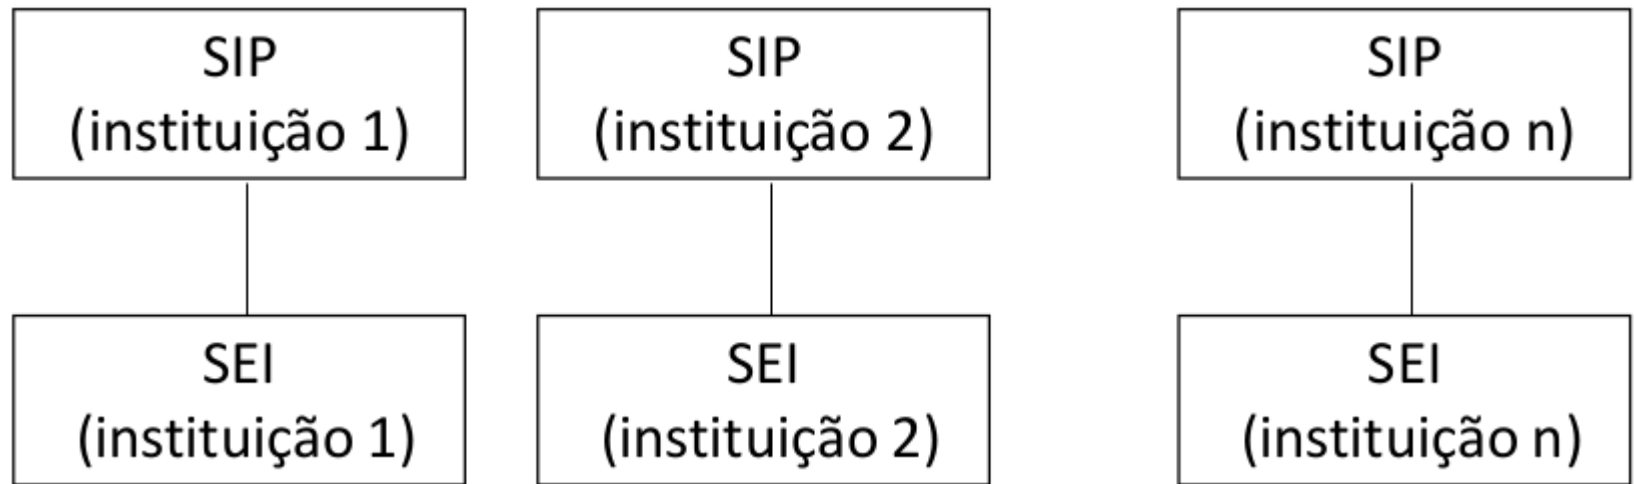 SIP
(instituição 1)
SIP
(instituição 2)
SIP
(instituição n)
SEI
(instituição 1)
SEI
(instituição 2)
SEI
(instituição n)